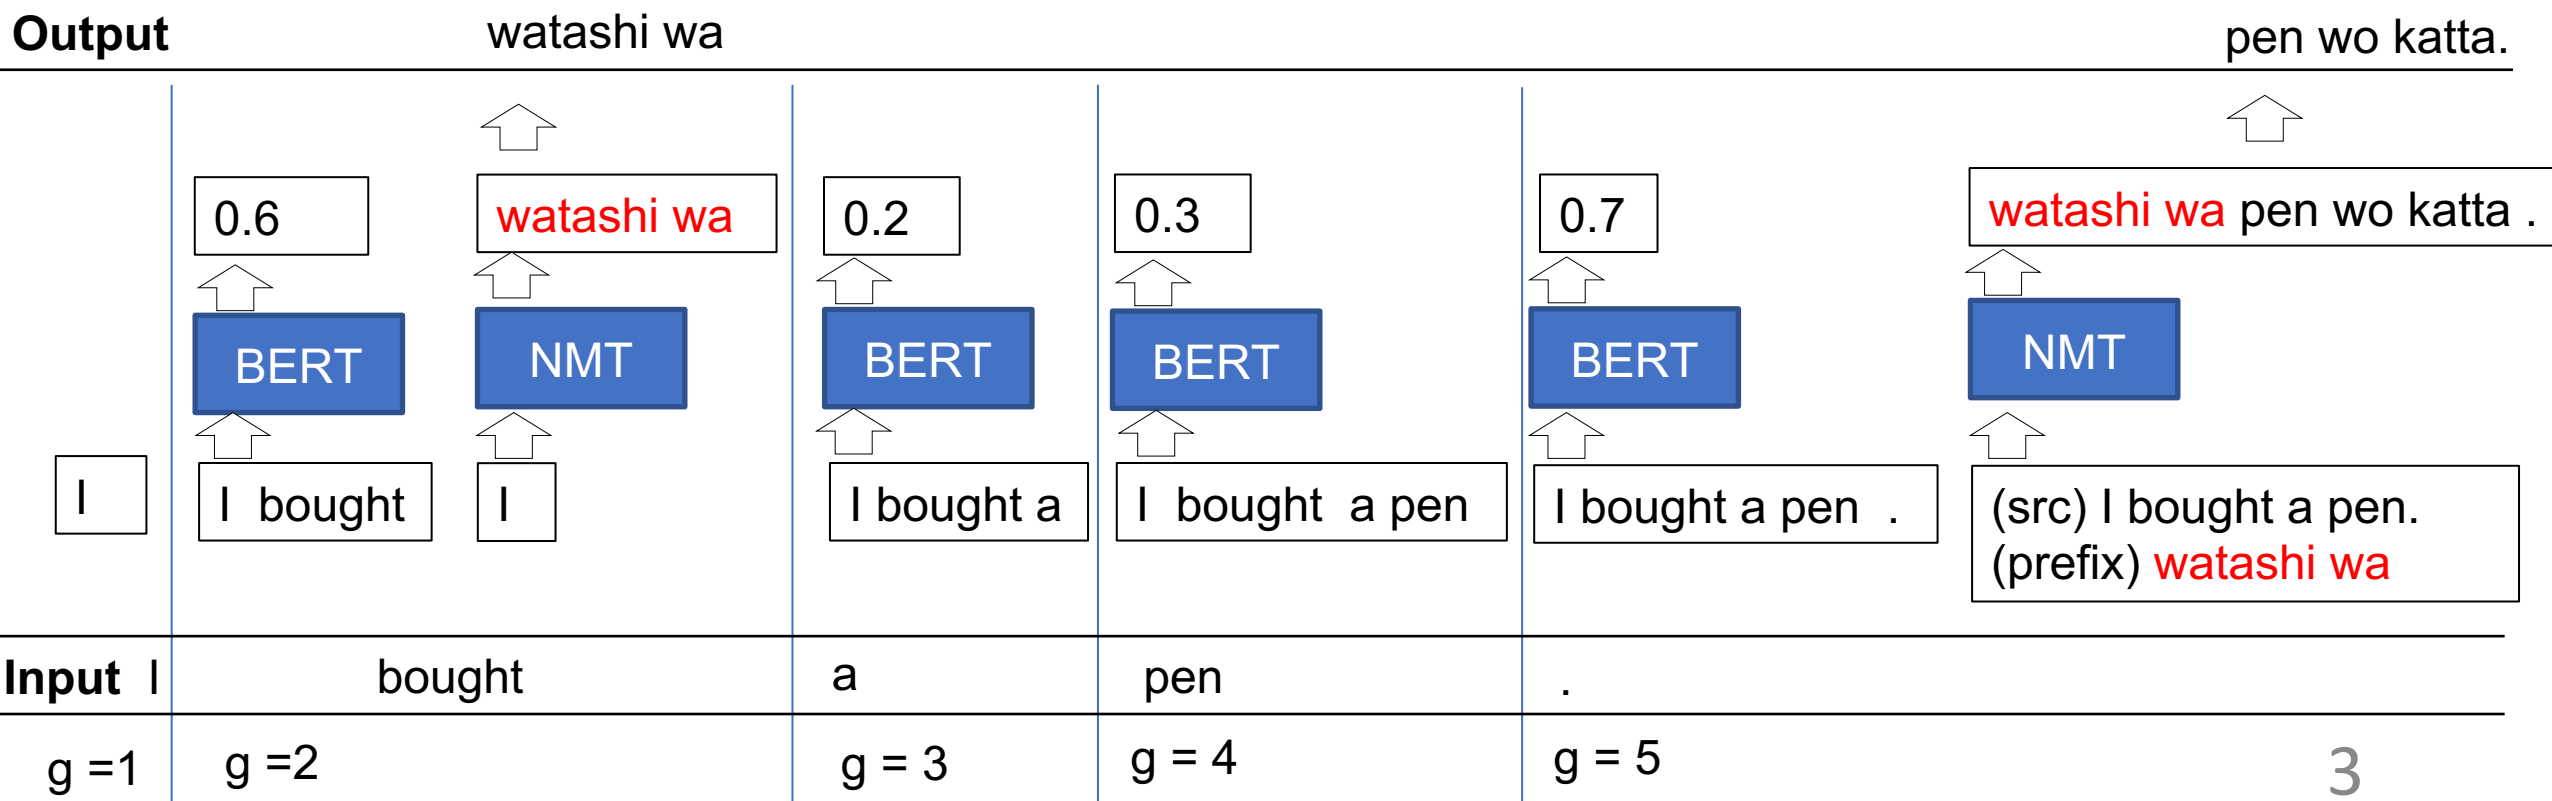 Output watashi wa pen wo katta.
0.6 watashi wa 0.2 0.3 0.7 watashi wa pen wo katta .
BERT NMT BERT BERT BERT NMT
I I bought I I bought a I bought a pen I bought a pen . (src) I bought a pen.
(prefix) watashi wa
Input I bought a pen .
g =1 g =2 g = 3 g = 4 g = 5 3